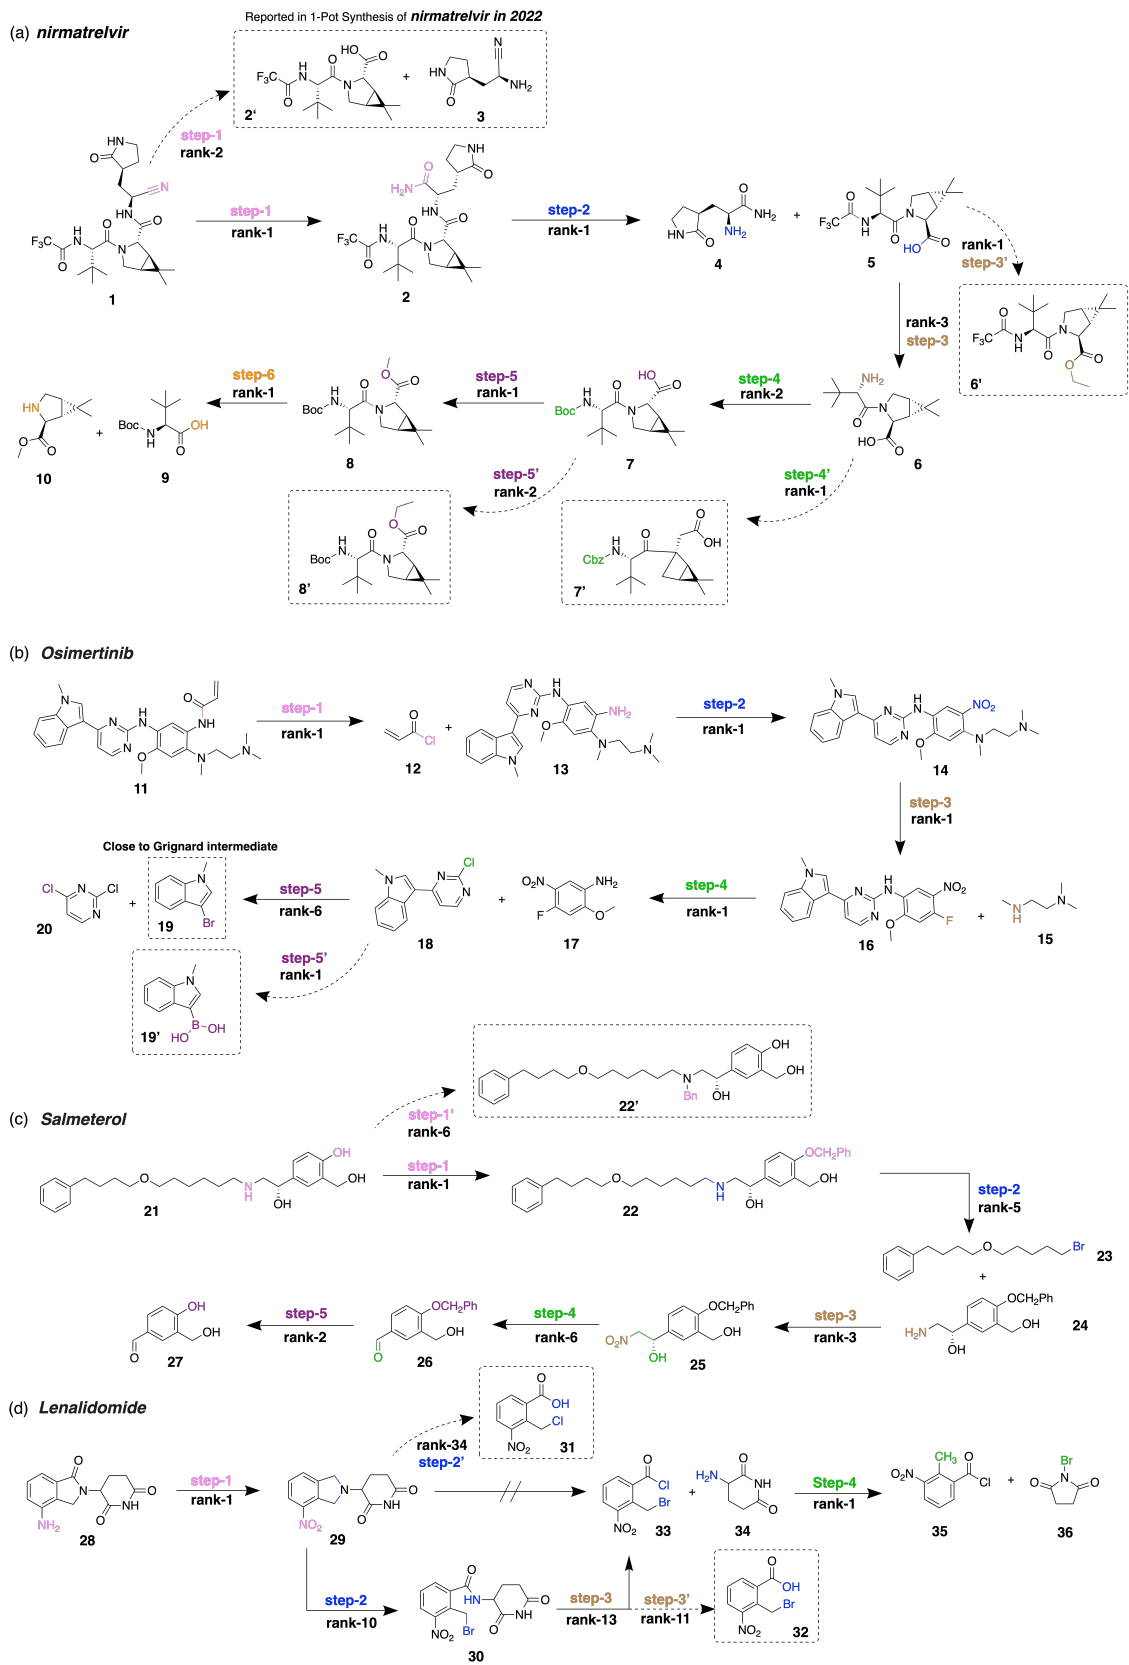 Reported in 1-Pot Synthesis of nirmatrelvir in 2022
(a) nirmatrelvir
2‘
+
3
step-1
rank-2
step-1
rank-1
step-2
rank-1
1
2
4
+
5
rank-1
step-3'
rank-3
step-3
6'
step-6
rank-1
step-5
rank-1
step-4
rank-2
10
+
9
8
7
6
step-5'
rank-2
step-4'
rank-1
8’
7’
(b) Osimertinib
step-1
rank-1
step-2
rank-1
11
12
+
13
14
step-3
rank-1
Close to Grignard intermediate
step-5
rank-6
step-4
rank-1
20
+
19
18
+
17
16
+
15
step-5’
rank-1
19’
22’
(c) Salmeterol
step-1’
rank-6
step-1
rank-1
21
22
step-2
rank-5
23
+
step-5
rank-2
step-4
rank-6
step-3
rank-3
27
26
25
24
(d) Lenalidomide
31
rank-34
step-2’
step-1
rank-1
Step-4
rank-1
28
29
33
+
34
35
+
36
step-2
rank-10
step-3
rank-13
step-3’
rank-11
30
32